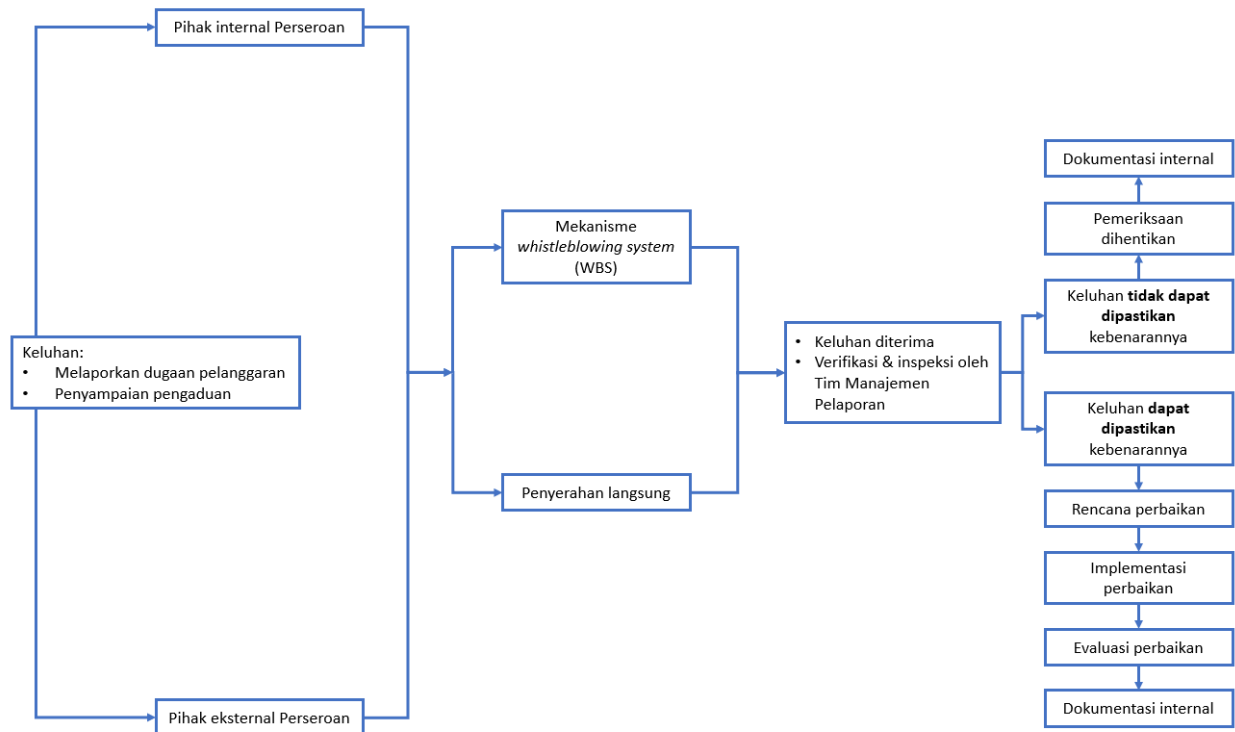 Pihak internal Perseroan
Keluhan:
• Melaporkan dugaan pelanggaran
• Penyampaian pengaduan
Pihak eksternal Perseroan
Mekanisme
whistleblowing system
(WBS)
Penyerahan langsung
• Keluhan diterima
• Verifikasi & inspeksi oleh
Tim Manajemen
Pelaporan
Dokumentasi internal
Pemeriksaan
dihentikan
Keluhan tidak dapat
dipastikan
kebenarannya
Keluhan dapat
dipastikan
kebenarannya
Rencana perbaikan
Implementasi
perbaikan
Evaluasi perbaikan
Dokumentasi internal